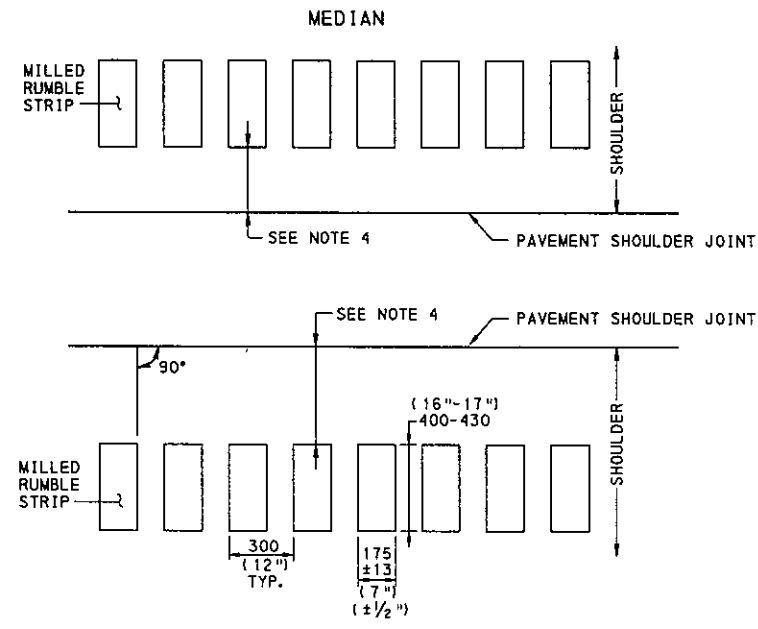 MEDIAN
MILLED
RUMBLE
STRIP
SHOULDER
SEE NOTE 4
PAVEMENT SHOULDER JOINT
SEE NOTE 4
PAVEMENT SHOULDER JOINT
90°
(16"-17")
400-430
MILLED
RUMBLE
STRIP
SHOULDER
300
(12")
TYP.
175
±13
(7")
(±1/2")